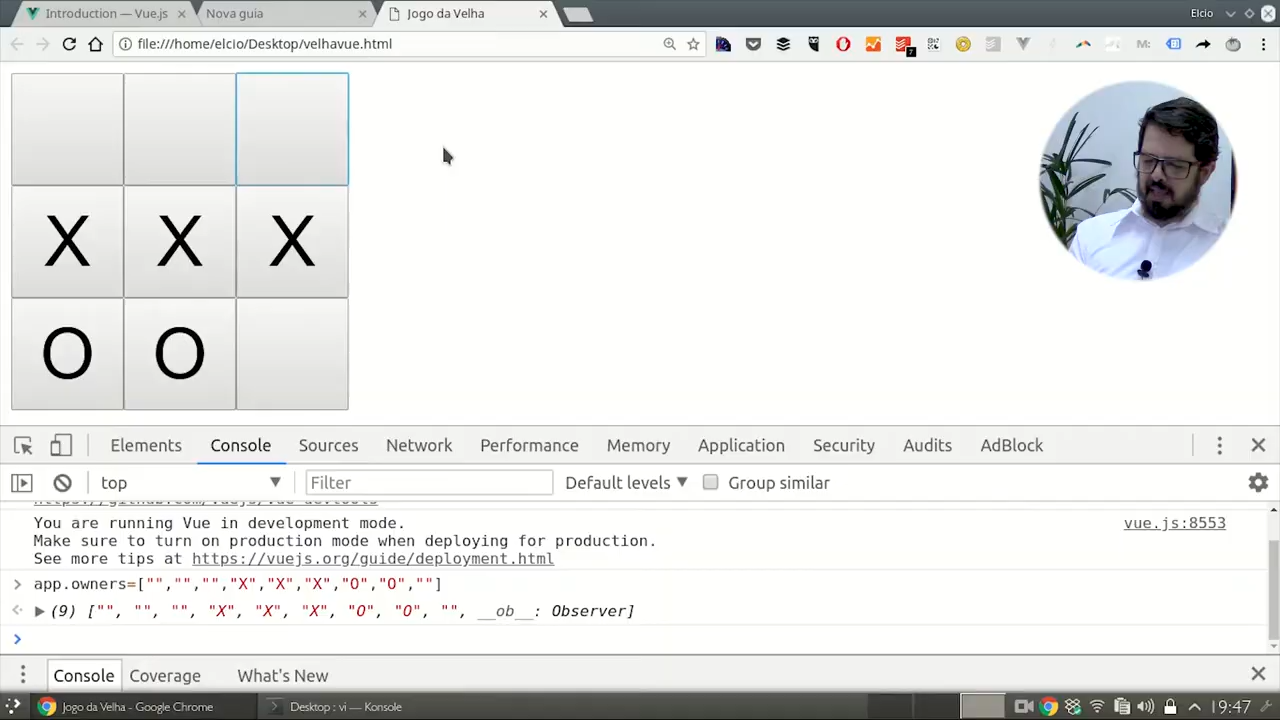 Introduction — Vue.js
Nova guia
Jogo da Velha
Elcio
file:///home/elcio/Desktop/velhavue.html
7
M:
X X X
O O
Elements Console Sources Network Performance Memory Application Security Audits AdBlock
top Filter Default levels Group similar
You are running Vue in development mode. vue.js:8553
Make sure to turn on production mode when deploying for production.
See more tips at https://vuejs.org/guide/deployment.html
app.owners=["","","","X","X","X","O","O",""]
(9) ["", "", "", "X", "X", "X", "O", "O", "", __ob__: Observer]
Console Coverage What's New
Jogo da Velha - Google Chrome
Desktop : vi — Konsole
19:47